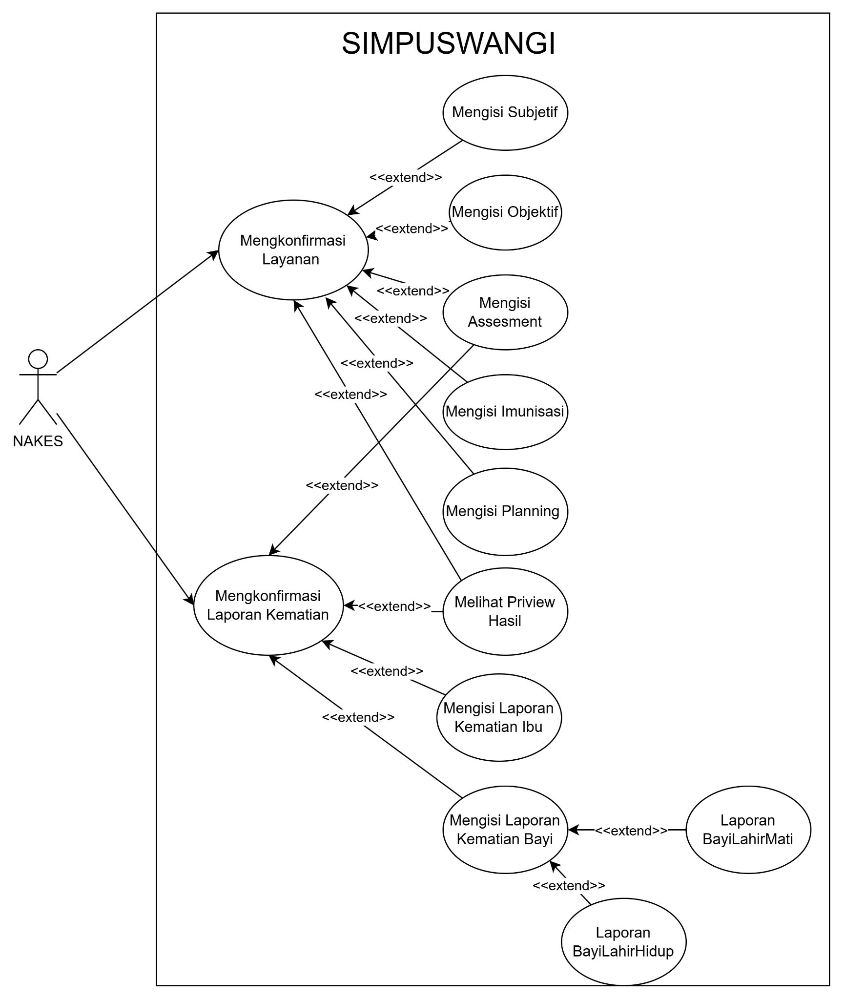 SIMPUSWANGI
Mengisi Subjetif
<<extend>>
Mengisi Objektif
<<extend>>
Mengkonfirmasi
Layanan
<<extend>>
Mengisi
Assesment
<<extend>>
<<extend>>
<<extend>>
Mengisi Imunisasi
NAKES
<<extend>>
Mengisi Planning
Mengkonfirmasi
Laporan Kematian
<<extend>>
Melihat Priview
Hasil
<<extend>>
Mengisi Laporan
Kematian Ibu
<<extend>>
Mengisi Laporan
Kematian Bayi
<<extend>>
Laporan
BayiLahirMati
<<extend>>
Laporan
BayiLahirHidup